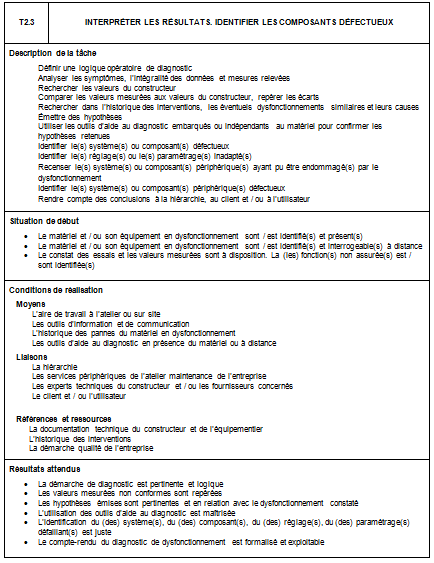 T2.3
INTERPRÉTER LES RÉSULTATS. IDENTIFIER LES COMPOSANTS DÉFECTUEUX
Description de la tâche
Définir une logique opératoire de diagnostic
Analyser les symptômes, l'intégralité des données et mesures relevées
Rechercher les valeurs du constructeur
Comparer les valeurs mesurées aux valeurs du constructeur, repérer les écarts
Rechercher dans l'historique des interventions, les éventuels dysfonctionnements similaires et leurs causes
Émettre des hypothèses
Utiliser les outils d'aide au diagnostic embarqués ou indépendants au matériel pour confirmer les
hypothèses retenues
Identifier le(s) système(s) ou composant(s) défectueux
Identifier le(s) réglage(s) ou le(s) paramétrage(s) inadapté(s)
Recenser le(s) système(s) ou composant(s) périphérique(s) ayant pu être endommagé(s) par le
dysfonctionnement
Identifier le(s) système(s) ou composant(s) périphérique(s) défectueux
Rendre compte des conclusions à la hiérarchie, au client et / ou à l'utilisateur
Situation de début
• Le matériel et / ou son équipement en dysfonctionnement sont / est identifié(s) et présent(s)
• Le matériel et / ou son équipement en dysfonctionnement sont / est identifié(s) et interrogeable(s) à distance
• Le constat des essais et les valeurs mesurées sont à disposition. La (les) fonction(s) non assurée(s) est /
sont identifiée(s)
Conditions de réalisation
Moyens
L'aire de travail à l'atelier ou sur site
Les outils d'information et de communication
L'historique des pannes du matériel en dysfonctionnement
Les outils d'aide au diagnostic en présence du matériel ou à distance
Liaisons
La hiérarchie
Les services périphériques de l'atelier maintenance de l'entreprise
Les experts techniques du constructeur et / ou les fournisseurs concernés
Le client et / ou l'utilisateur
Références et ressources
La documentation technique du constructeur et de l'équipementier
L'historique des interventions
La démarche qualité de l'entreprise
Résultats attendus
• La démarche de diagnostic est pertinente et logique
• Les valeurs mesurées non conformes sont repérées
• Les hypothèses émises sont pertinentes et en relation avec le dysfonctionnement constaté
• L'utilisation des outils d'aide au diagnostic est maîtrisée
• L'identification du (des) système(s), du (des) composant(s), du (des) réglage(s), du (des) paramétrage(s)
défaillant(s) est juste
• Le compte-rendu du diagnostic de dysfonctionnement est formalisé et exploitable